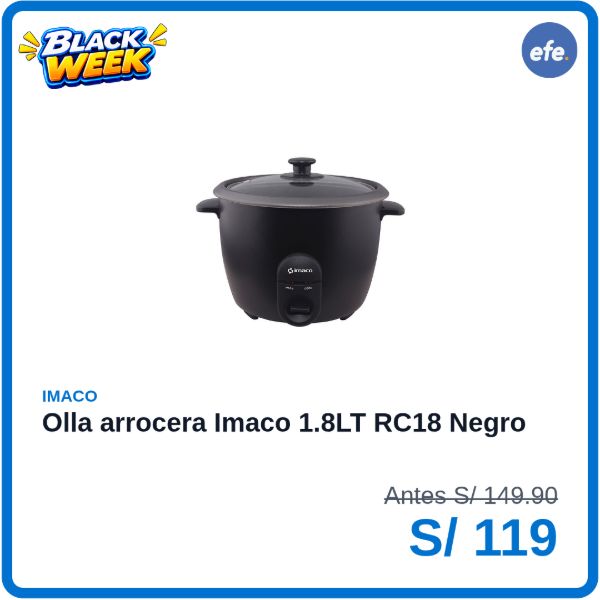 BLACK
WEEK
efe.
imaco
IMACO
Olla arrocera Imaco 1.8LT RC18 Negro
Antes S/ 149.90
S/ 119